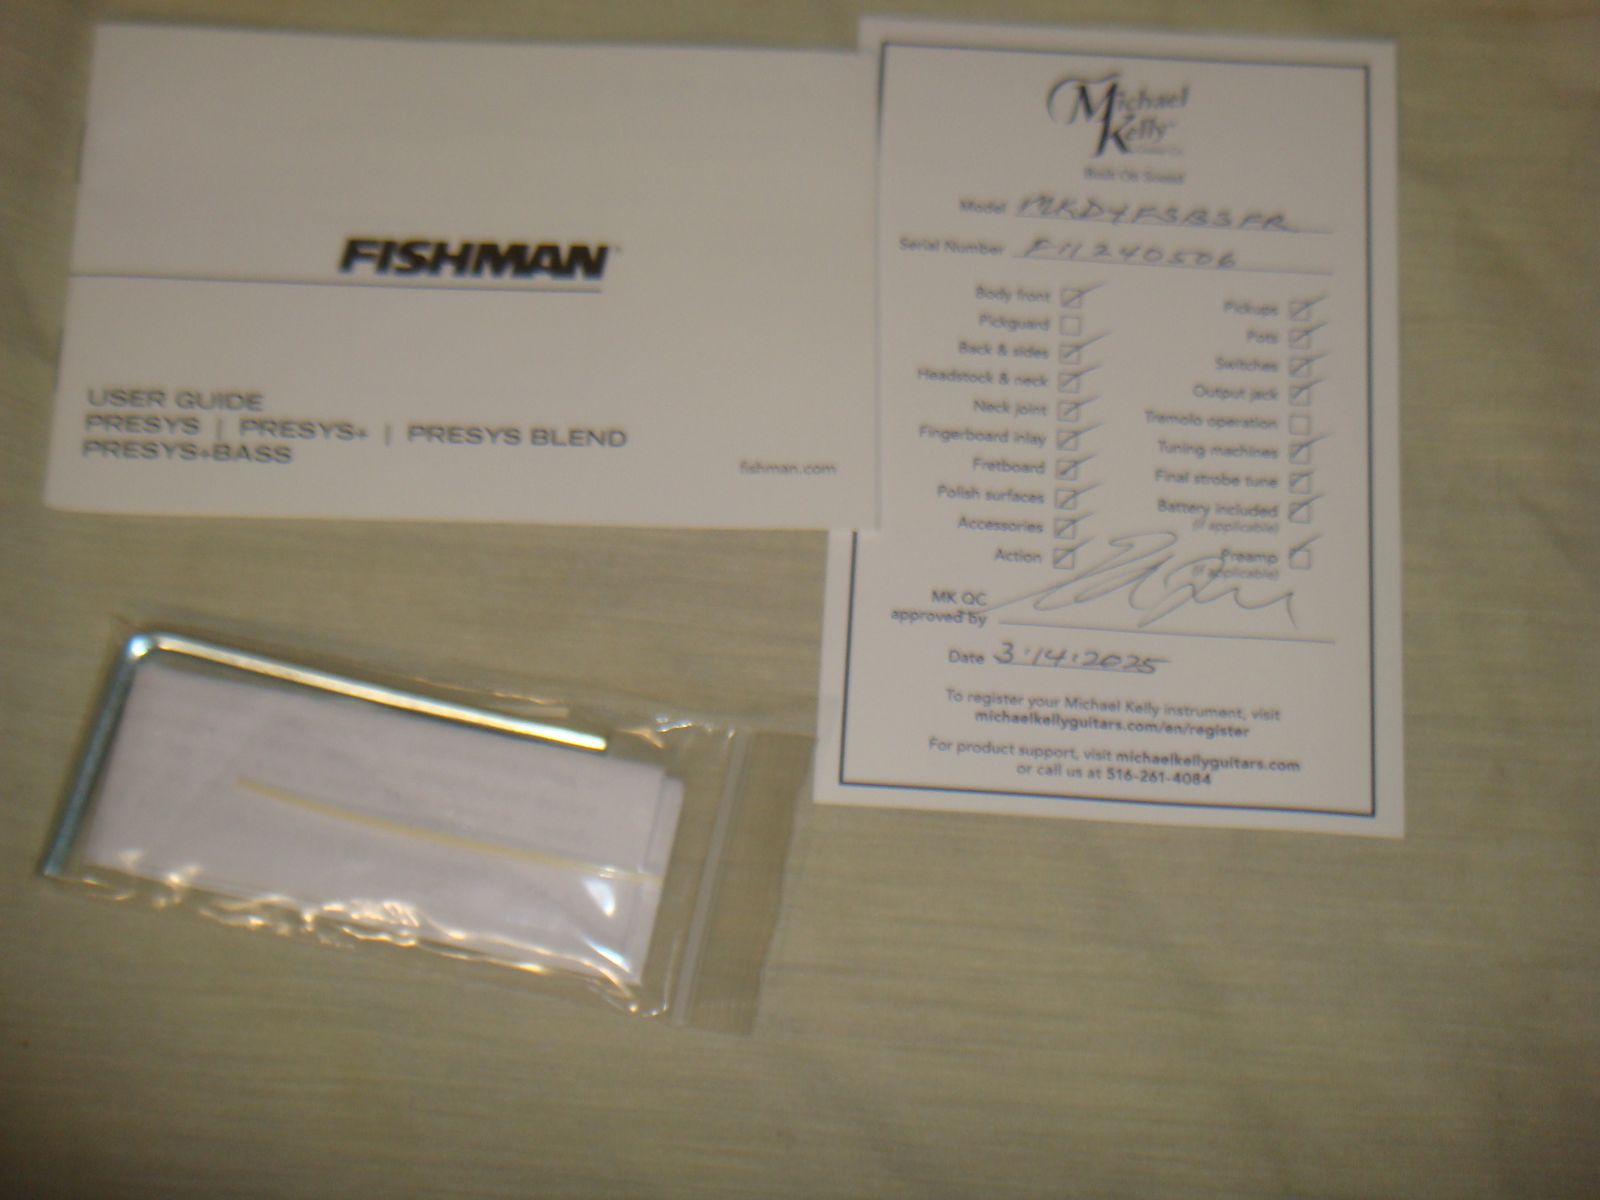 FISHMAN
USER GUIDE
PRESYS | PRESYS+ | PRESYS BLEND
PRESYS+BASS
fishman.com
Michael
Kelly
Built On Sound
Model MKDYFSBSFR
Serial Number F11240506
Body front
Pickguard
Back & sides
Headstock & neck
Neck joint
Fingerboard inlay
Fretboard
Polish surfaces
Accessories
Action
Pickups
Pots
Switches
Output jack
Tremolo operation
Tuning machines
Final strobe tune
Battery included
(if applicable)
Preamp
(if applicable)
MK QC
approved by
Date 3·14·2025
To register your Michael Kelly instrument, visit
michaelkellyguitars.com/en/register
For product support, visit michaelkellyguitars.com
or call us at 516-261-4084